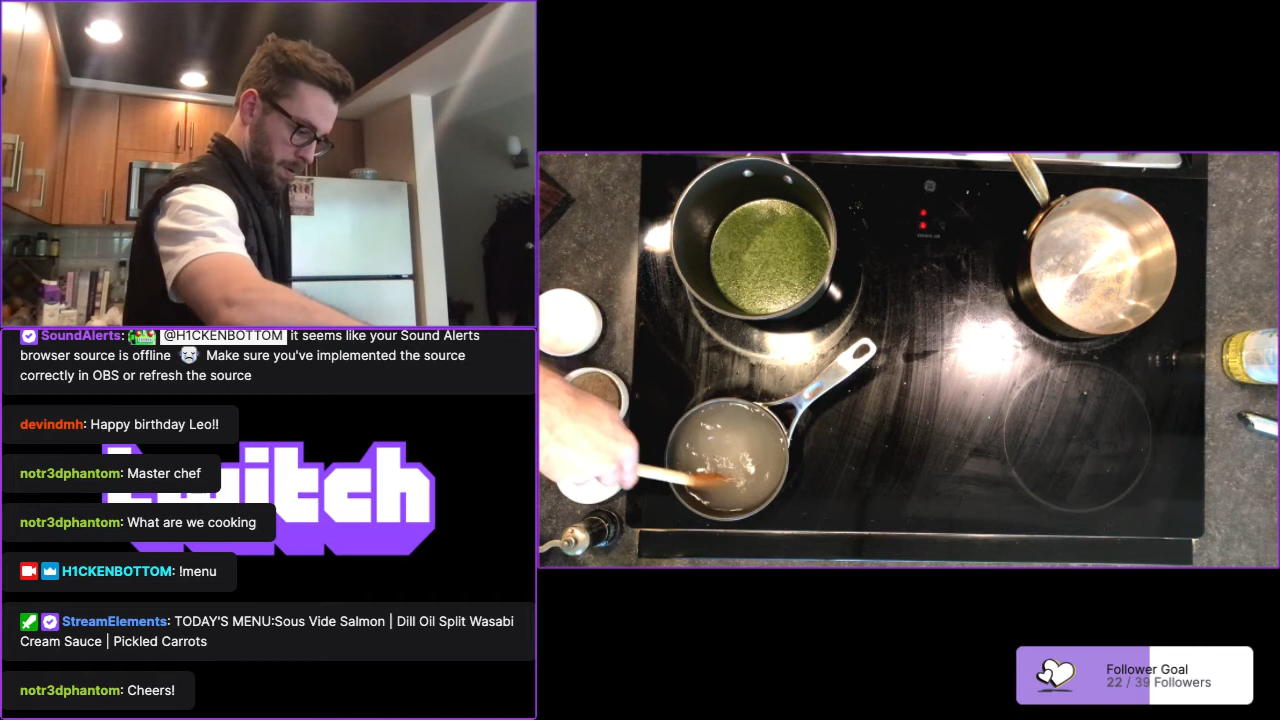 SoundAlerts: @H1CKENBOTTOM it seems like your Sound Alerts
browser source is offline Make sure you've implemented the source
correctly in OBS or refresh the source
devindmh: Happy birthday Leo!!
notr3dphantom: Master chef
twitch
notr3dphantom: What are we cooking
H1CKENBOTTOM: !menu
StreamElements: TODAY'S MENU:Sous Vide Salmon | Dill Oil Split Wasabi
Cream Sauce | Pickled Carrots
notr3dphantom: Cheers!
Follower Goal
22 / 39 Followers